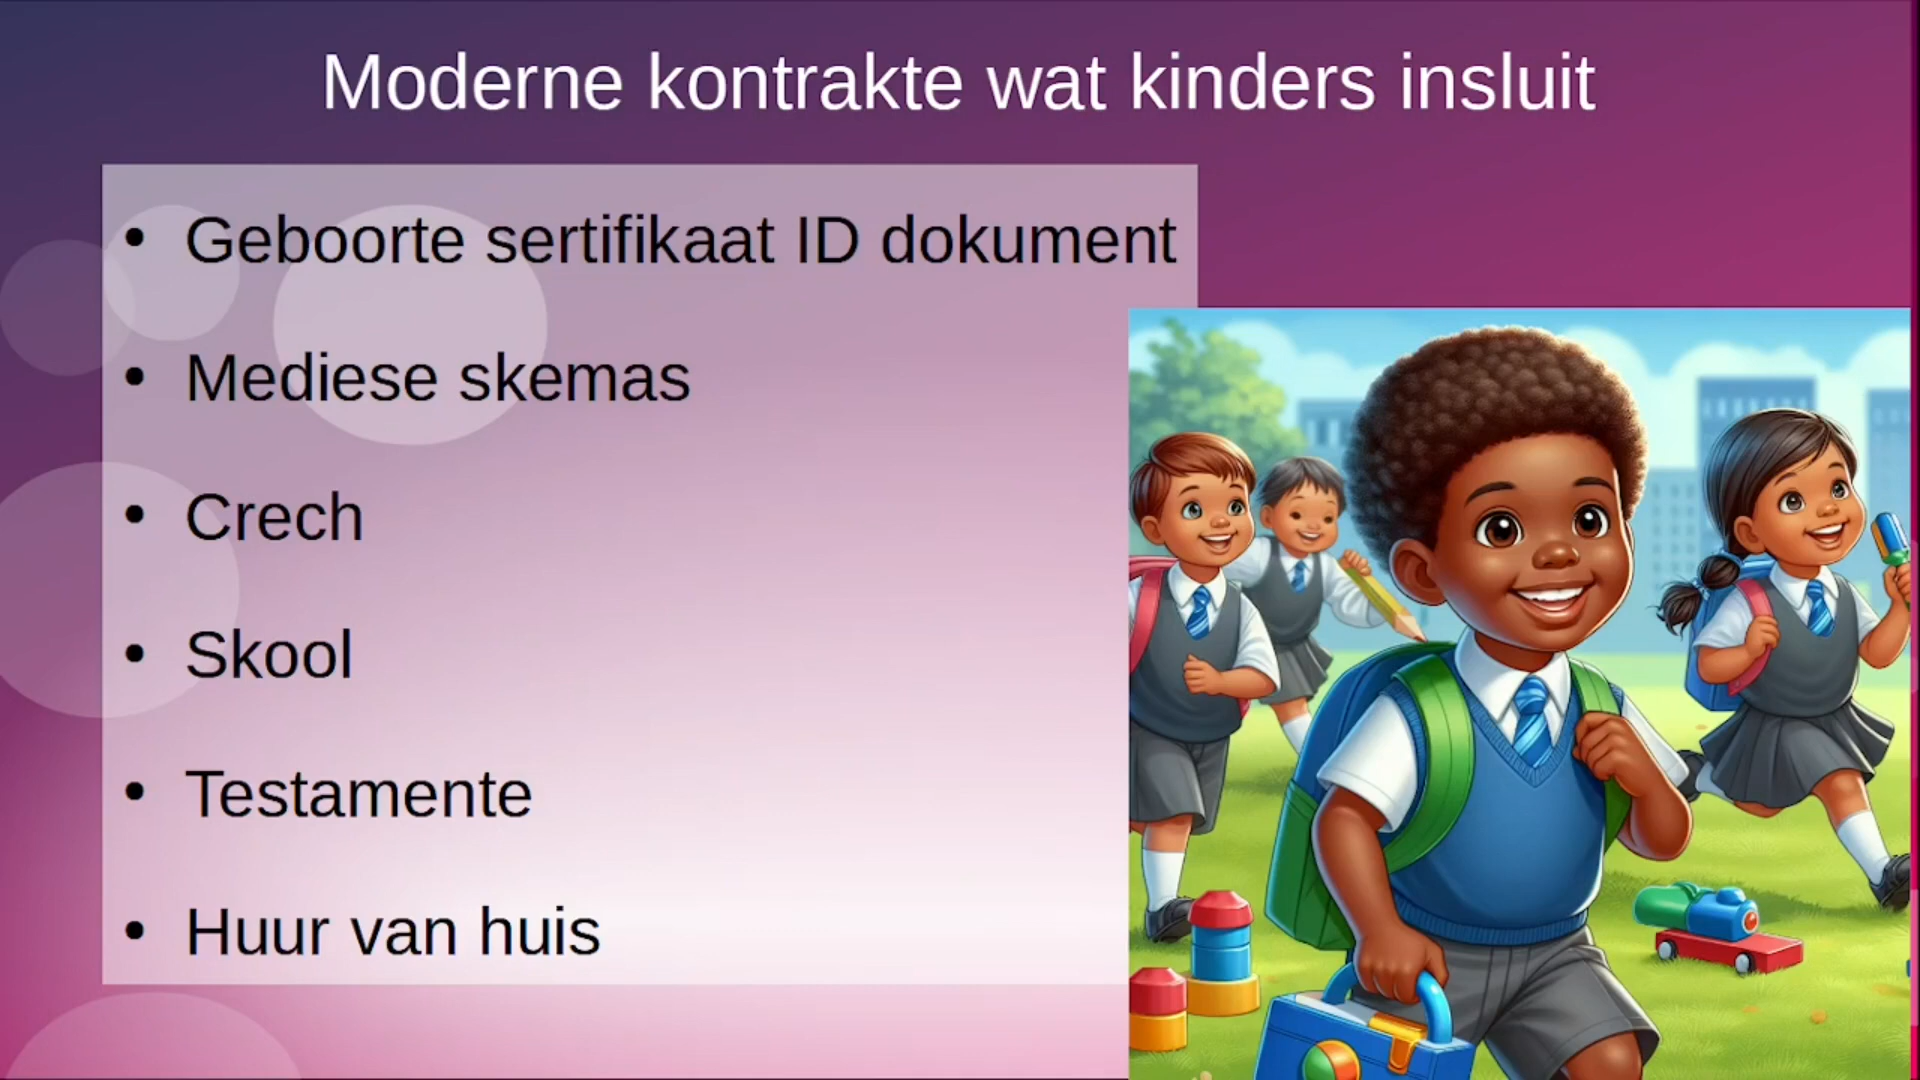 Moderne kontrakte wat kinders insluit
• Geboorte sertifikaat ID dokument
• Mediese skemas
• Crech
• Skool
• Testamente
• Huur van huis